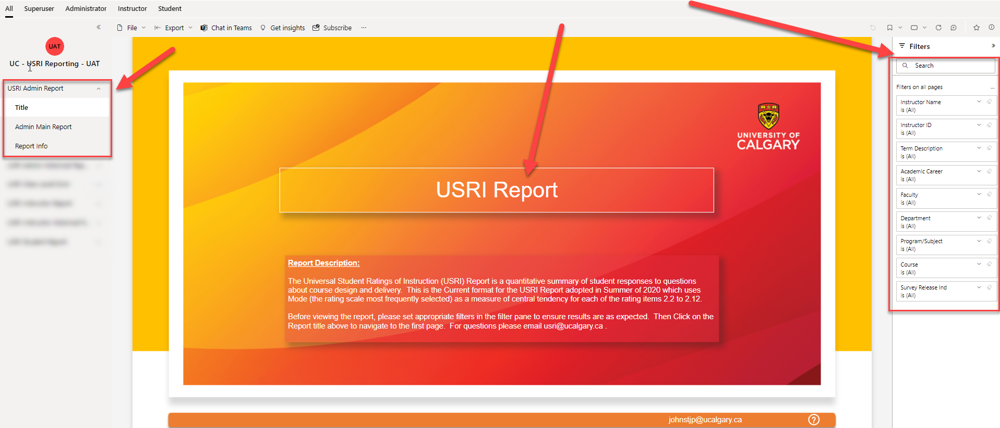 All Superuser Administrator Instructor Student
File Export Chat in Teams Get insights Subscribe ...
UAT
UC - USRI Reporting - UAT
USRI Admin Report
Title
Admin Main Report
Report Info
UNIVERSITY OF
CALGARY
USRI Report
Report Description:
The Universal Student Ratings of Instruction (USRI) Report is a quantitative summary of student responses to questions
about course design and delivery. This is the Current format for the USRI Report adopted in Summer of 2020 which uses
Mode (the rating scale most frequently selected) as a measure of central tendency for each of the rating items 2.2 to 2.12.
Before viewing the report, please set appropriate filters in the filter pane to ensure results are as expected. Then Click on the
Report title above to navigate to the first page. For questions please email usri@ucalgary.ca .
johnstjp@ucalgary.ca ?
Filters
Search
Filters on all pages ...
Instructor Name
is (All)
Instructor ID
is (All)
Term Description
is (All)
Academic Career
is (All)
Faculty
is (All)
Department
is (All)
Program/Subject
is (All)
Course
is (All)
Survey Release Ind
is (All)